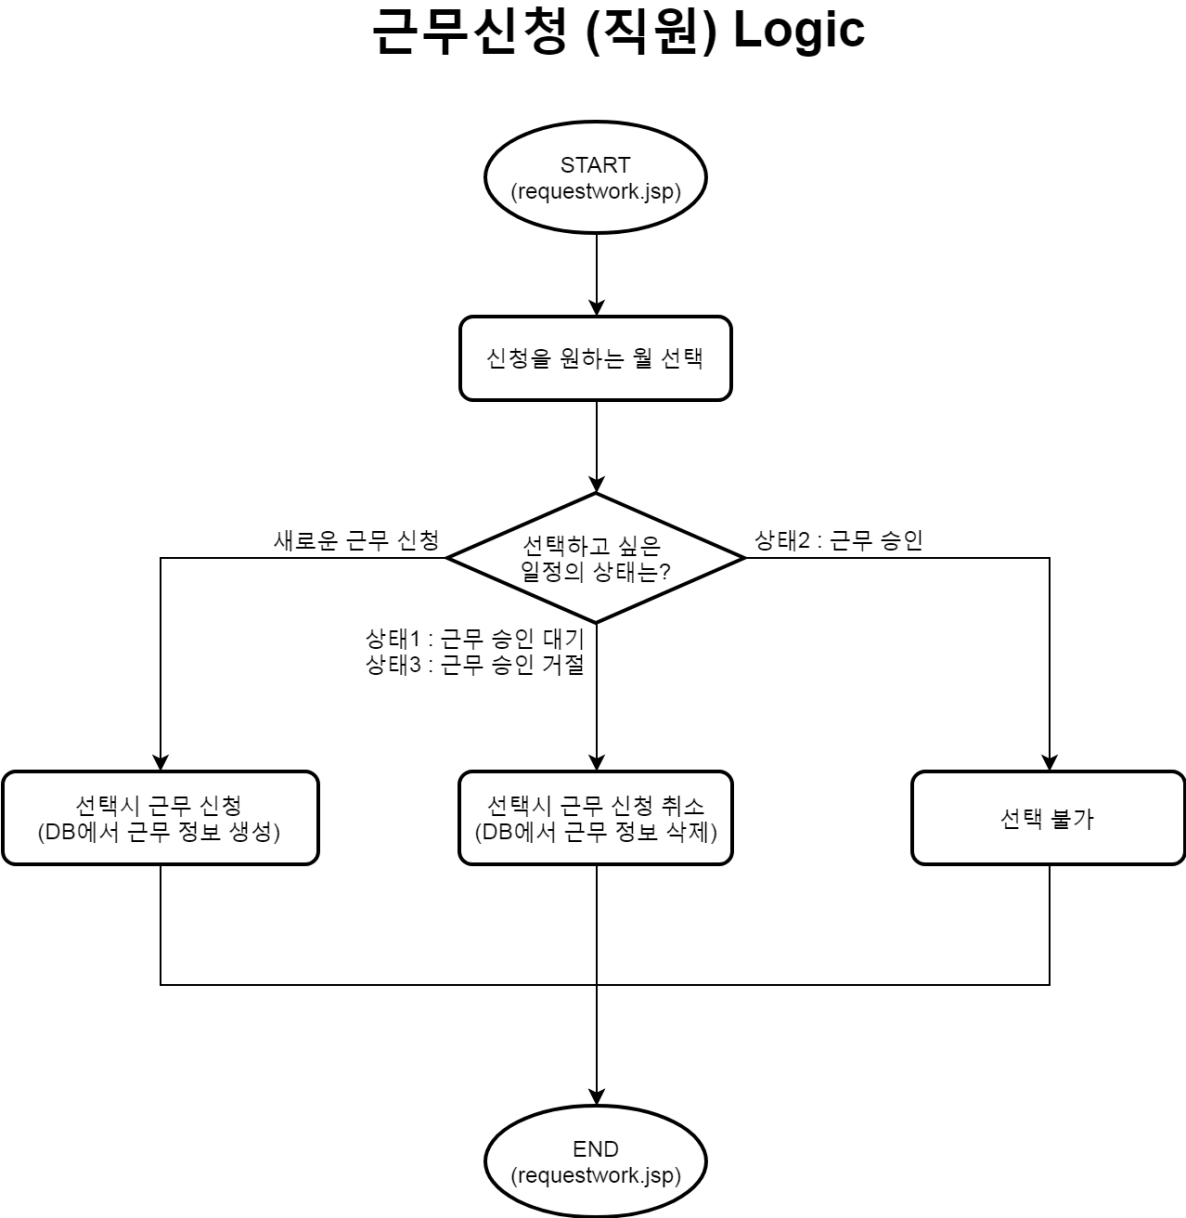 근무신청 (직원) Logic
START
(requestwork.jsp)
신청을 원하는 월 선택
새로운 근무 신청
선택하고 싶은
일정의 상태는?
상태2 : 근무 승인
상태1 : 근무 승인 대기
상태3 : 근무 승인 거절
선택시 근무 신청
(DB에서 근무 정보 생성)
선택시 근무 신청 취소
(DB에서 근무 정보 삭제)
선택 불가
END
(requestwork.jsp)